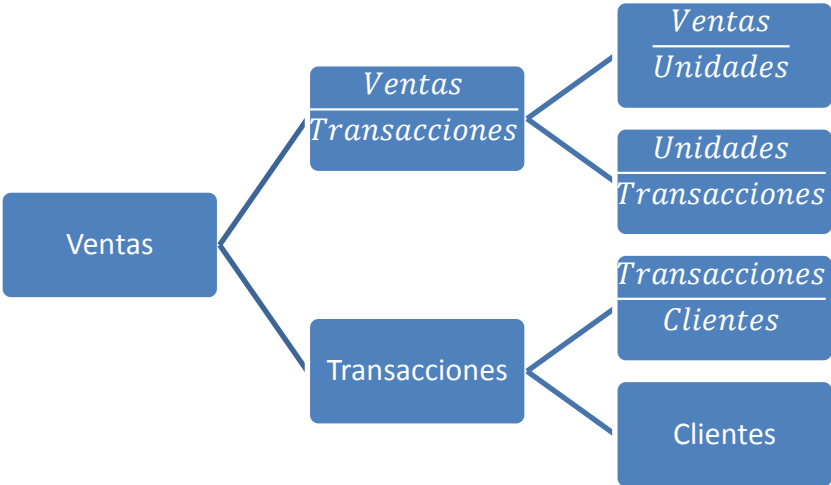 Ventas
Ventas
Transacciones
Transacciones
Ventas
Unidades
Unidades
Transacciones
Transacciones
Clientes
Clientes